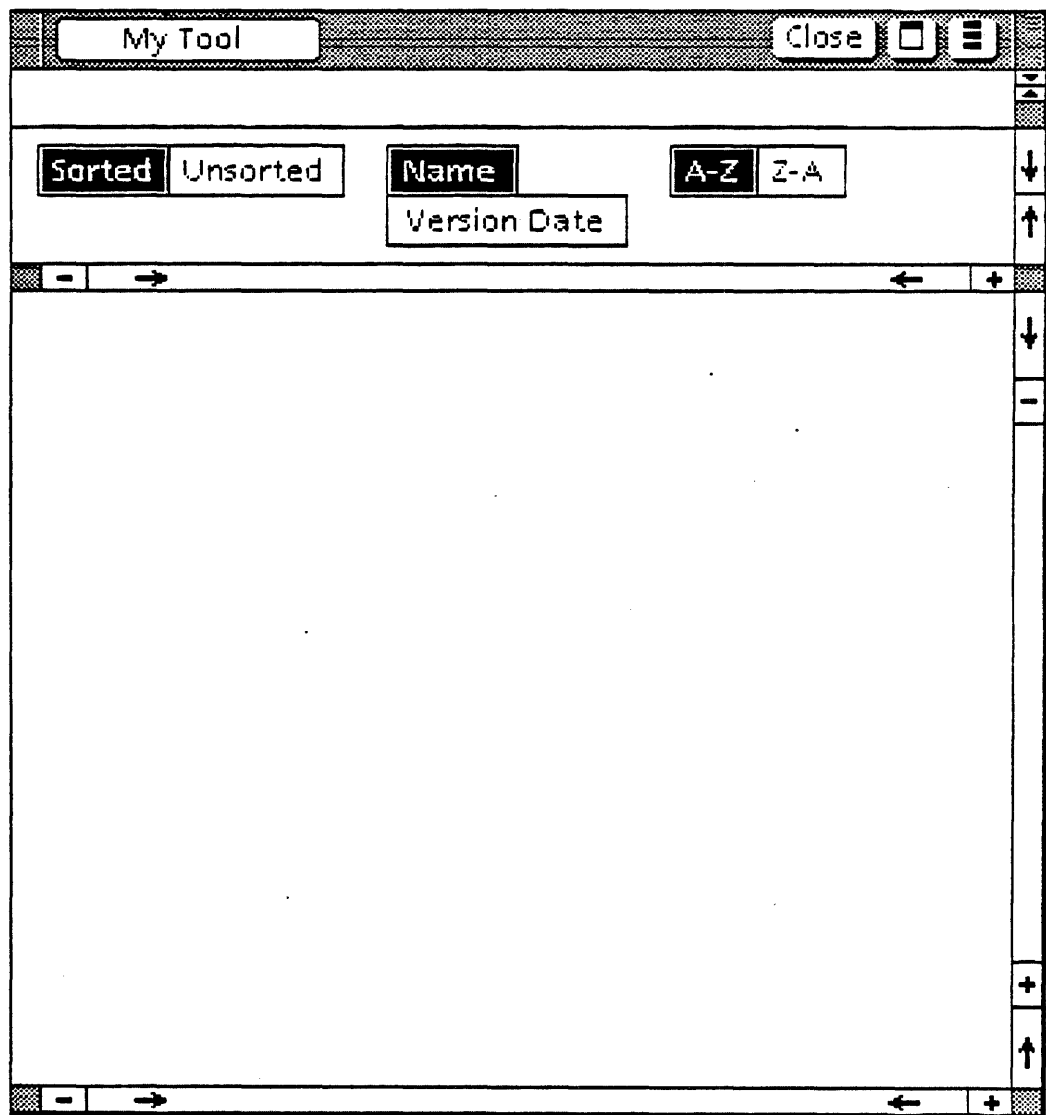 My Tool Close
Sorted Unsorted Name A-Z Z-A
Version Date
- +
-
+
- +